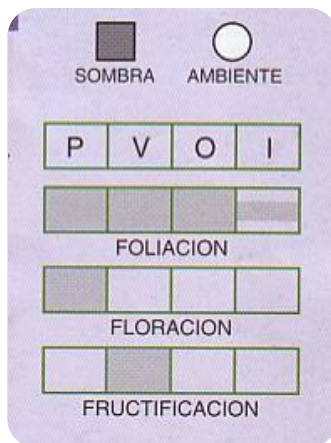 SOMBRA AMBIENTE
P V O I
FOLIACION
FLORACION
FRUCTIFICACION